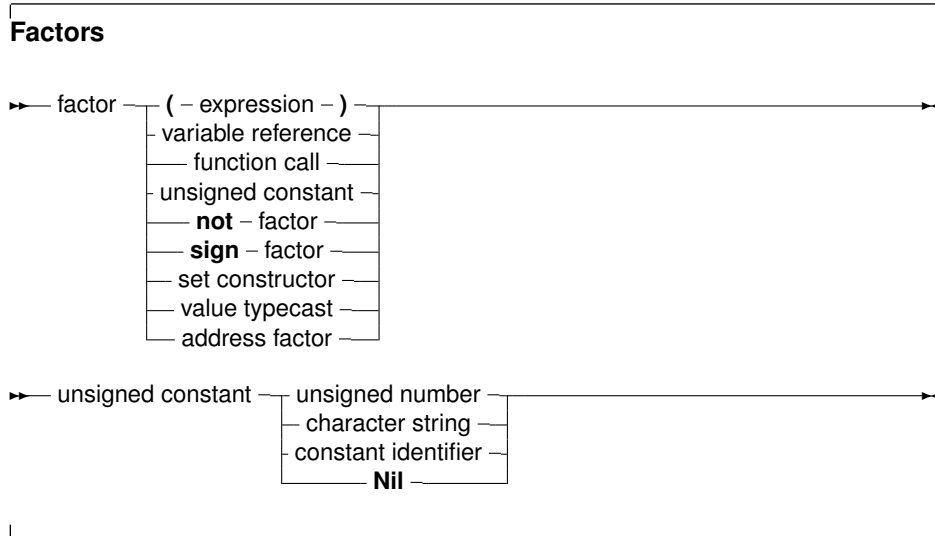 Factors
factor ( expression )
variable reference
function call
unsigned constant
not factor
sign factor
set constructor
value typecast
address factor
unsigned constant unsigned number
character string
constant identifier
Nil